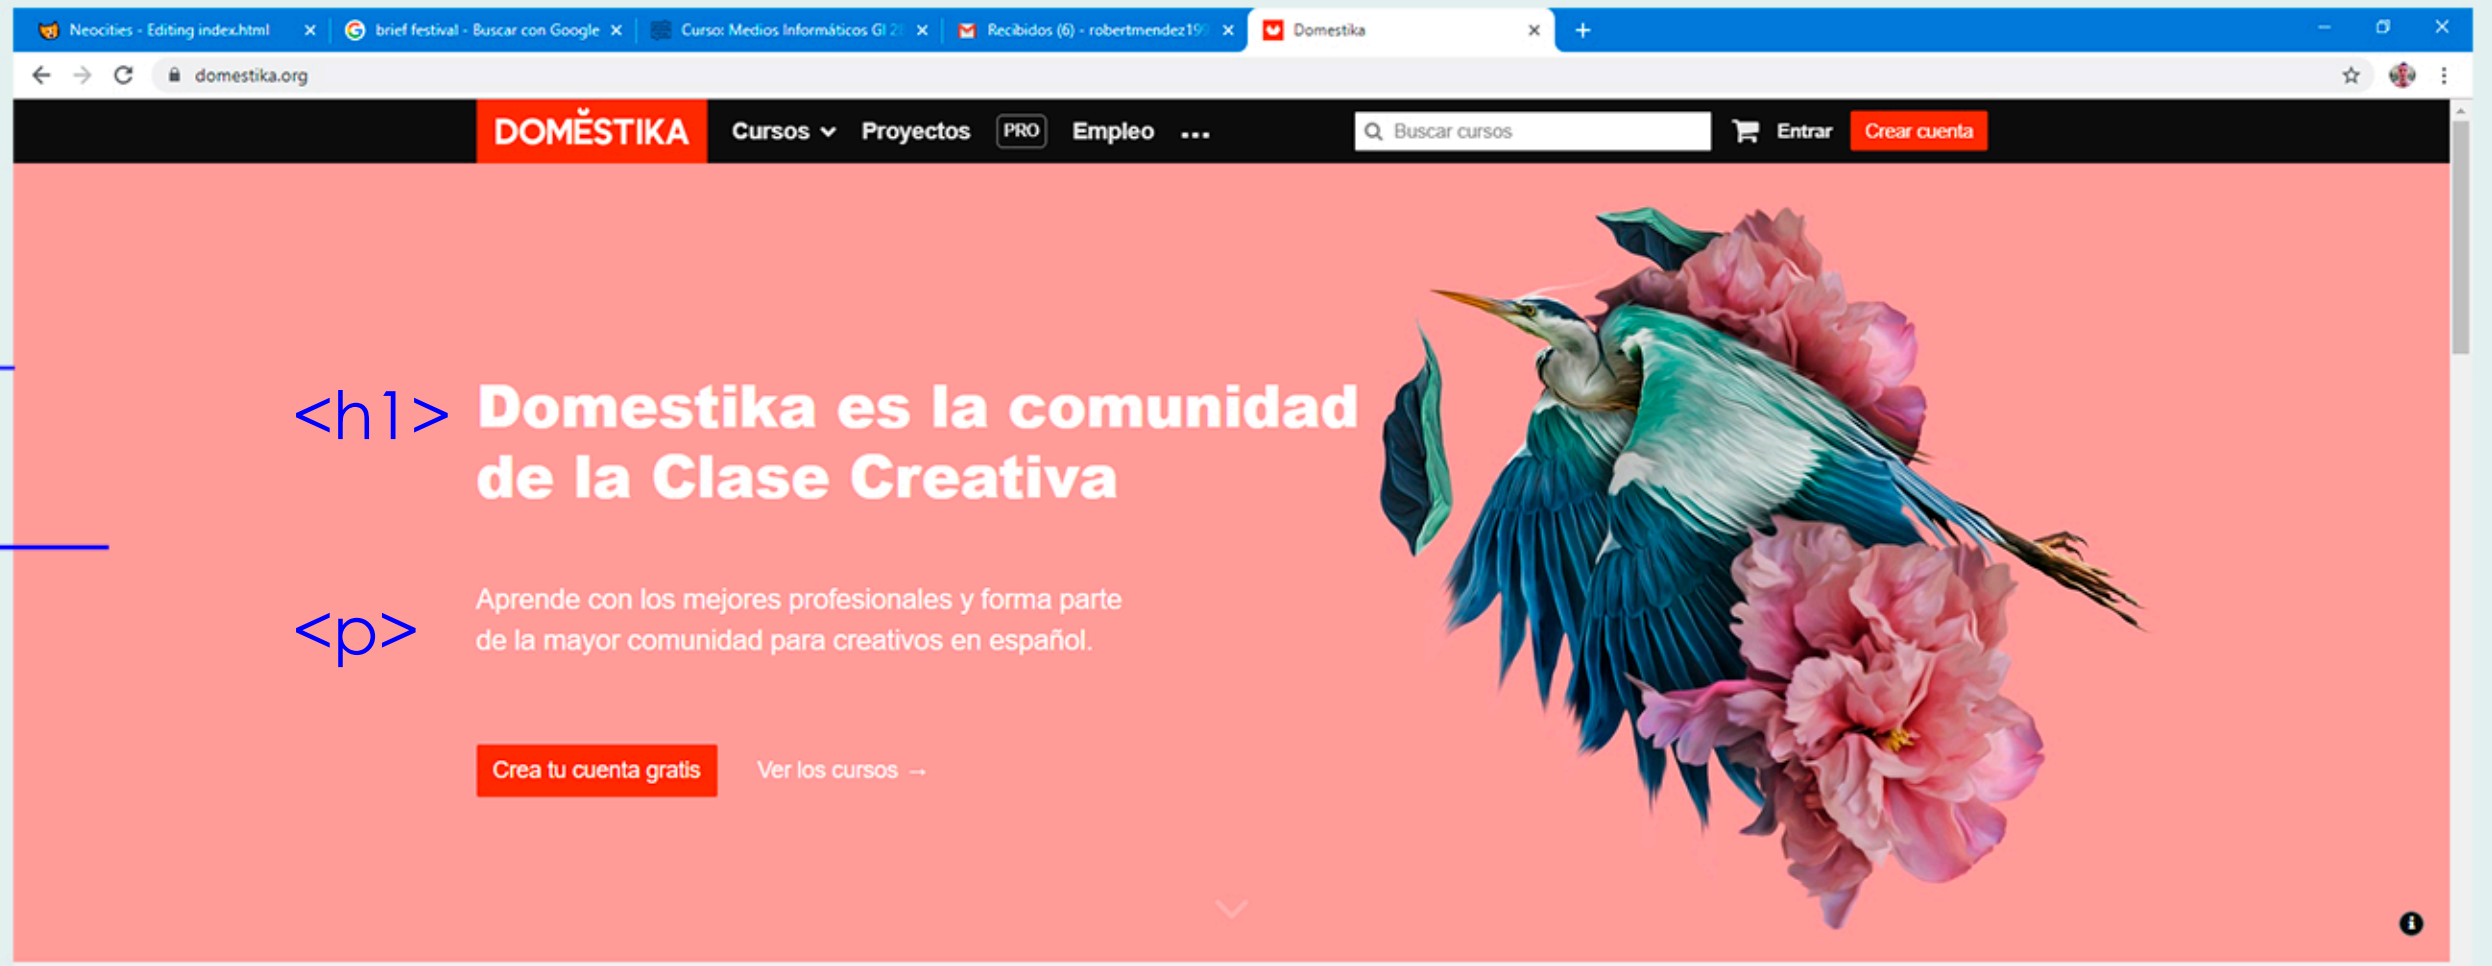 Neocities - Editing index.html
brief festival - Buscar con Google
Curso: Medios Informáticos GI
Recibidos (6) - robertmendez199
Domestika
domestika.org
DOMĔSTIKA Cursos Proyectos PRO Empleo ... Buscar cursos Entrar Crear cuenta
<h1> Domestika es la comunidad
de la Clase Creativa
Aprende con los mejores profesionales y forma parte
<p> de la mayor comunidad para creativos en español.
Crea tu cuenta gratis Ver los cursos →